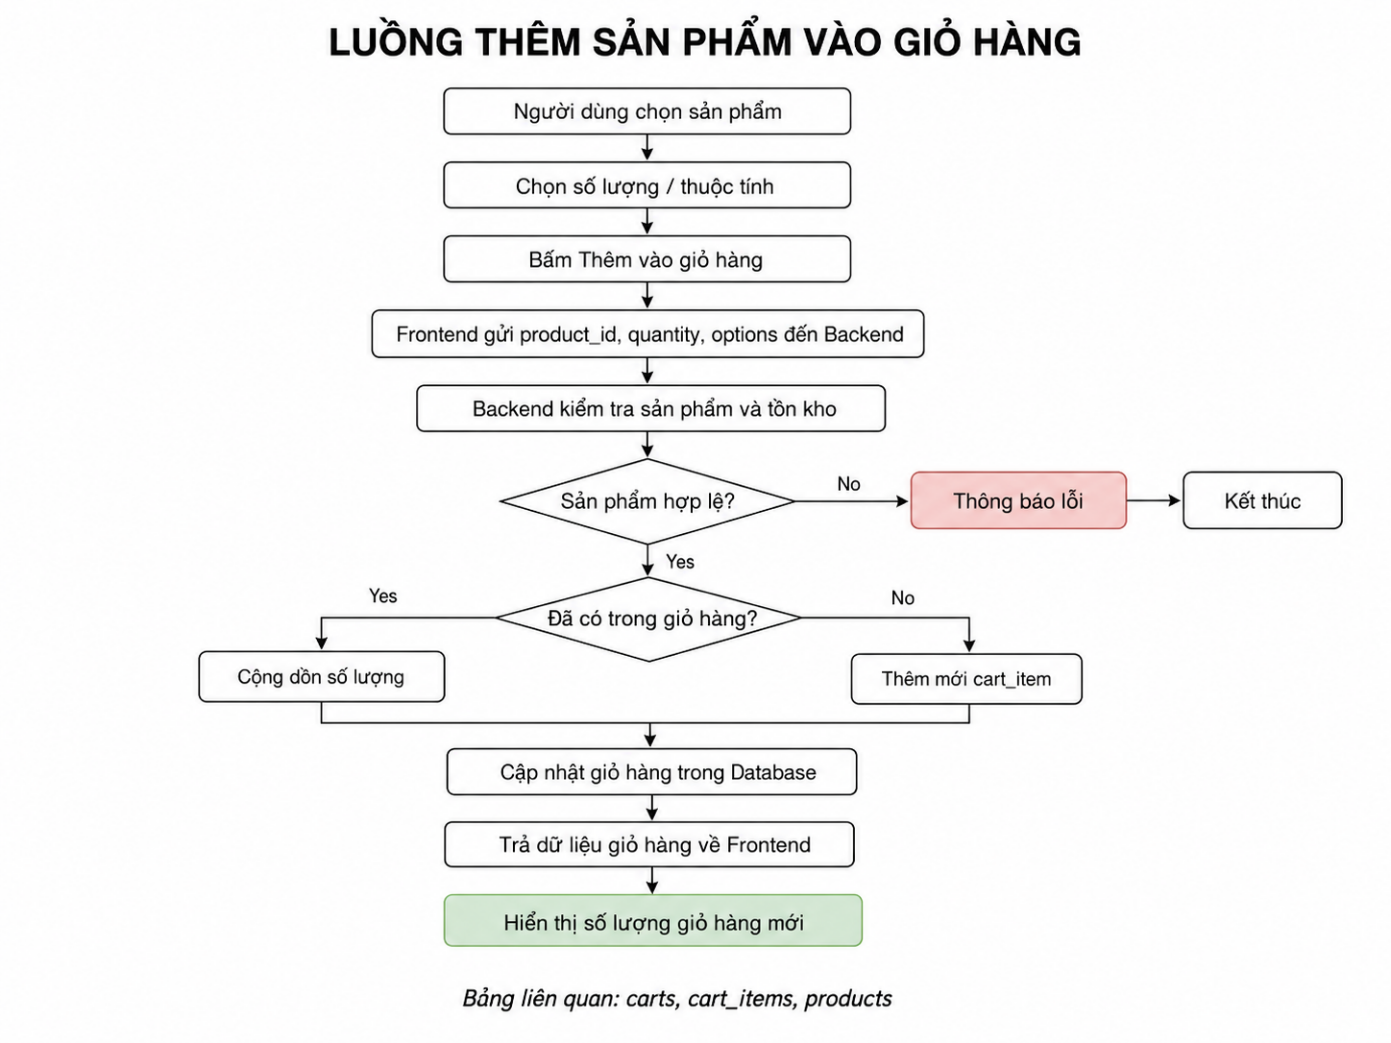 LUỒNG THÊM SẢN PHẨM VÀO GIỎ HÀNG
Người dùng chọn sản phẩm
Chọn số lượng / thuộc tính
Bấm Thêm vào giỏ hàng
Frontend gửi product_id, quantity, options đến Backend
Backend kiểm tra sản phẩm và tồn kho
Sản phẩm hợp lệ?
No
Thông báo lỗi
Kết thúc
Yes
Đã có trong giỏ hàng?
Yes
No
Cộng dồn số lượng
Thêm mới cart_item
Cập nhật giỏ hàng trong Database
Trả dữ liệu giỏ hàng về Frontend
Hiển thị số lượng giỏ hàng mới
Bảng liên quan: carts, cart_items, products